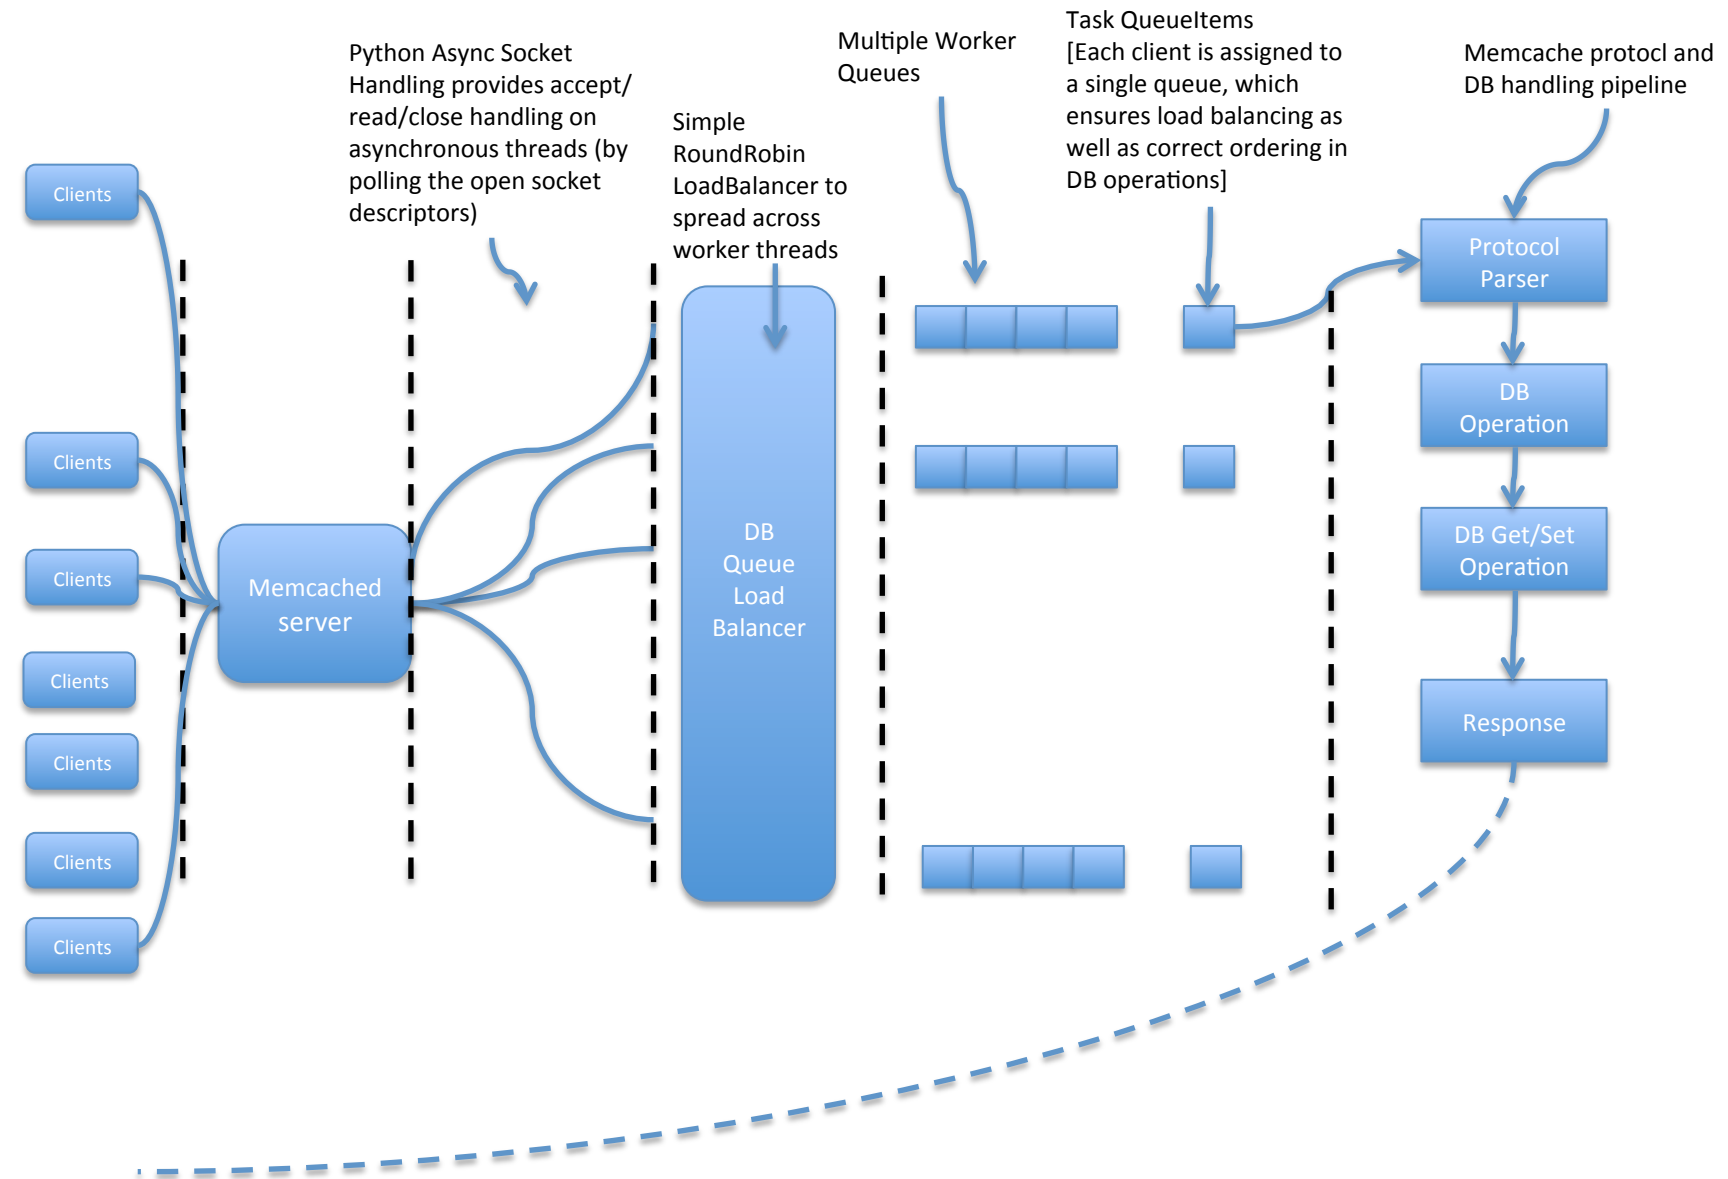 Python Async Socket
Handling provides accept/
read/close handling on
asynchronous threads (by
polling the open socket
descriptors)
Simple
RoundRobin
LoadBalancer to
spread across
worker threads
Multiple Worker
Queues
Task QueueItems
[Each client is assigned to
a single queue, which
ensures load balancing as
well as correct ordering in
DB operations]
Memcache protocl and
DB handling pipeline
Clients
Clients
Clients
Clients
Clients
Clients
Clients
Memcached
server
DB
Queue
Load
Balancer
Protocol
Parser
DB
Operation
DB Get/Set
Operation
Response